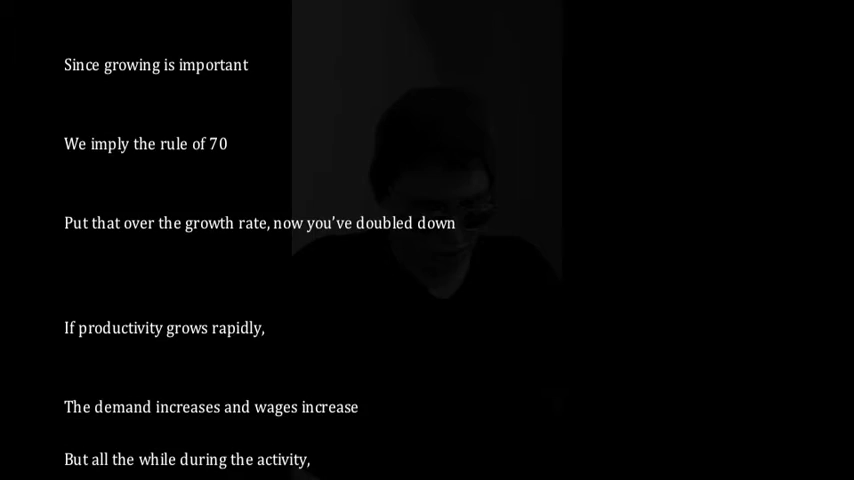 Since growing is important
We imply the rule of 70
Put that over the growth rate, now you’ve doubled down
If productivity grows rapidly,
The demand increases and wages increase
But all the while during the activity,